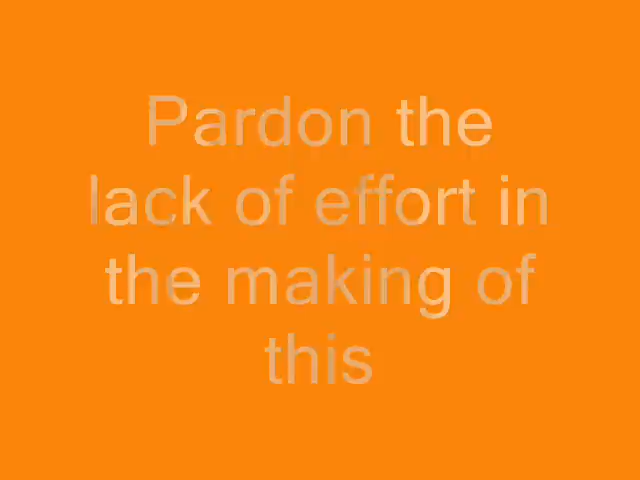 Pardon the
lack of effort in
the making of
this